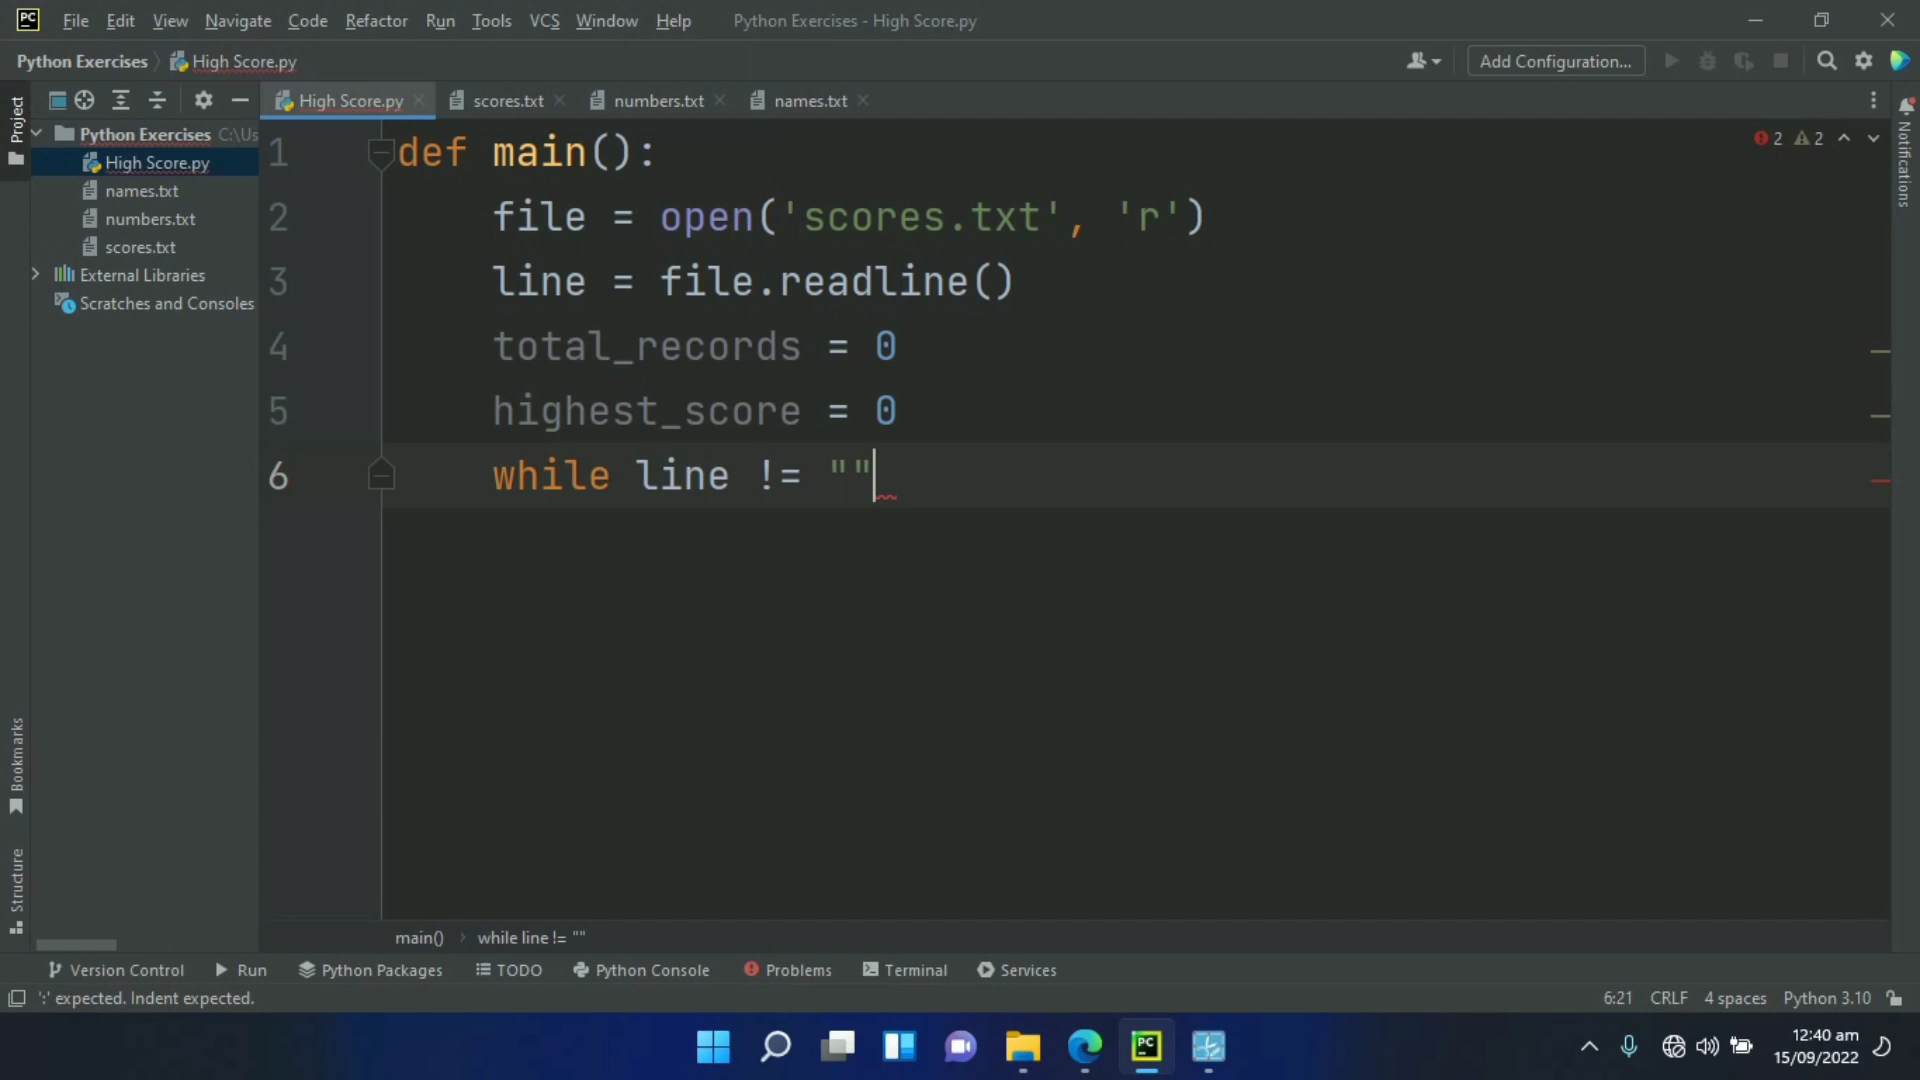 PC File Edit View Navigate Code Refactor Run Tools VCS Window Help Python Exercises - High Score.py
Python Exercises High Score.py Add Configuration...
Project
High Score.py scores.txt numbers.txt names.txt
Python Exercises C:\Us
High Score.py
names.txt
numbers.txt
scores.txt
External Libraries
Scratches and Consoles
2 2
Notifications
1 def main():
2 file = open('scores.txt', 'r')
3 line = file.readline()
4 total_records = 0
5 highest_score = 0
6 while line != ""
Bookmarks
Structure
main() while line != ""
Version Control Run Python Packages TODO Python Console Problems Terminal Services
':' expected. Indent expected. 6:21 CRLF 4 spaces Python 3.10
PC
12:40 am
15/09/2022